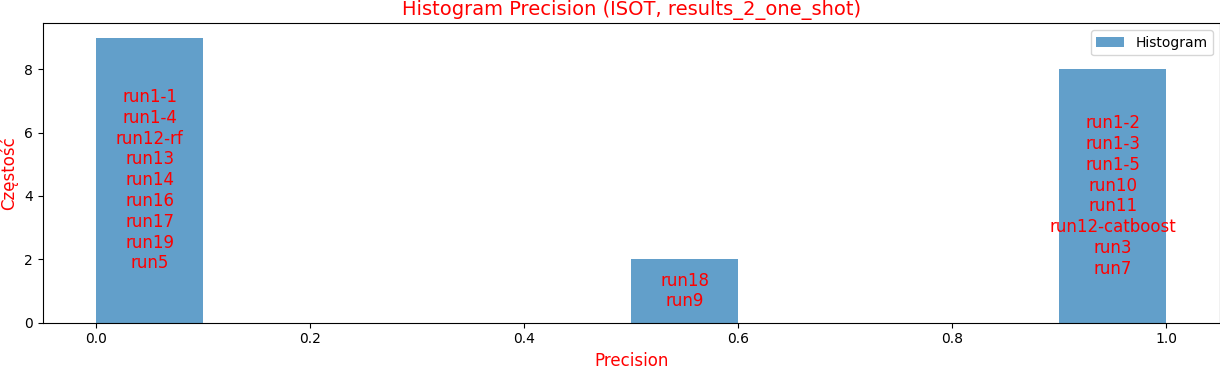 Histogram Precision (ISOT, results_2_one_shot)
Histogram
Częstość
8
6
4
2
0
run1-1
run1-4
run12-rf
run13
run14
run16
run17
run19
run5
run18
run9
run1-2
run1-3
run1-5
run10
run11
run12-catboost
run3
run7
0.0 0.2 0.4 0.6 0.8 1.0
Precision